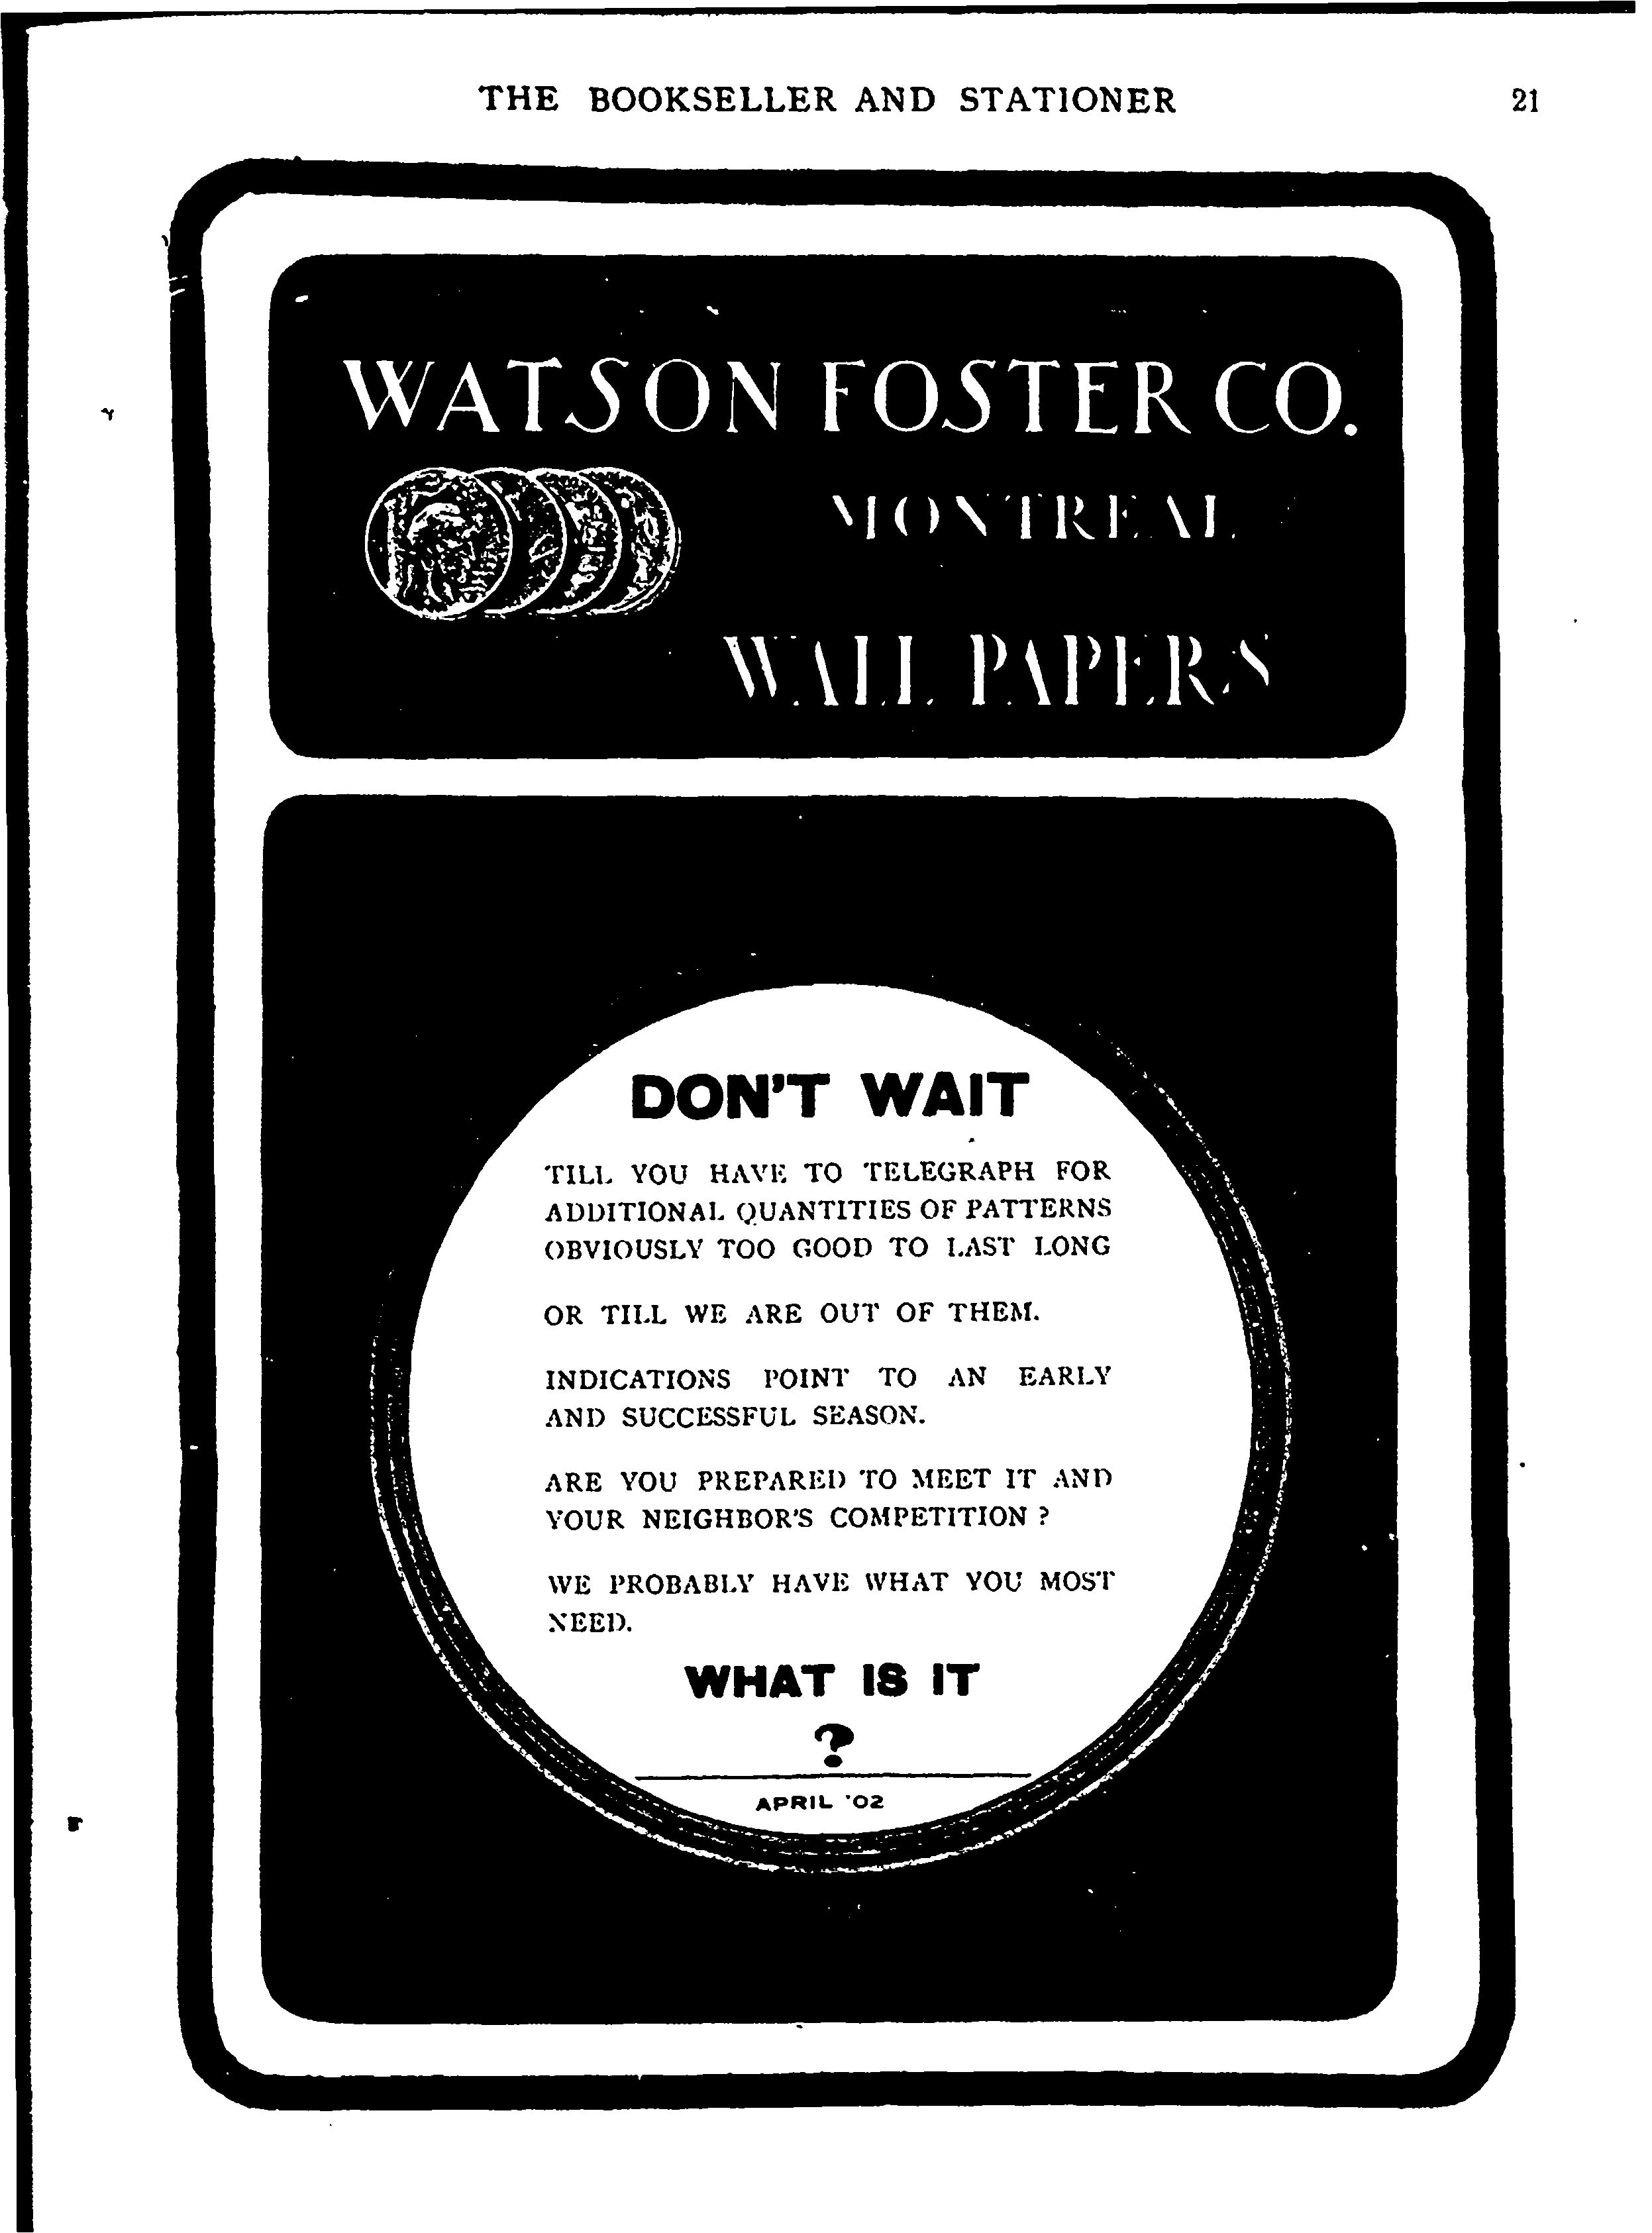 THE BOOKSELLER AND STATIONER 21
WATSON FOSTER CO.
MONTREAL
WALL PAPERS
DON'T WAIT
TILL YOU HAVE TO TELEGRAPH FOR
ADDITIONAL QUANTITIES OF PATTERNS
OBVIOUSLY TOO GOOD TO LAST LONG
OR TILL WE ARE OUT OF THEM.
INDICATIONS POINT TO AN EARLY
AND SUCCESSFUL SEASON.
ARE YOU PREPARED TO MEET IT AND
YOUR NEIGHBOR'S COMPETITION ?
WE PROBABLY HAVE WHAT YOU MOST
NEED.
WHAT IS IT
?
APRIL '02